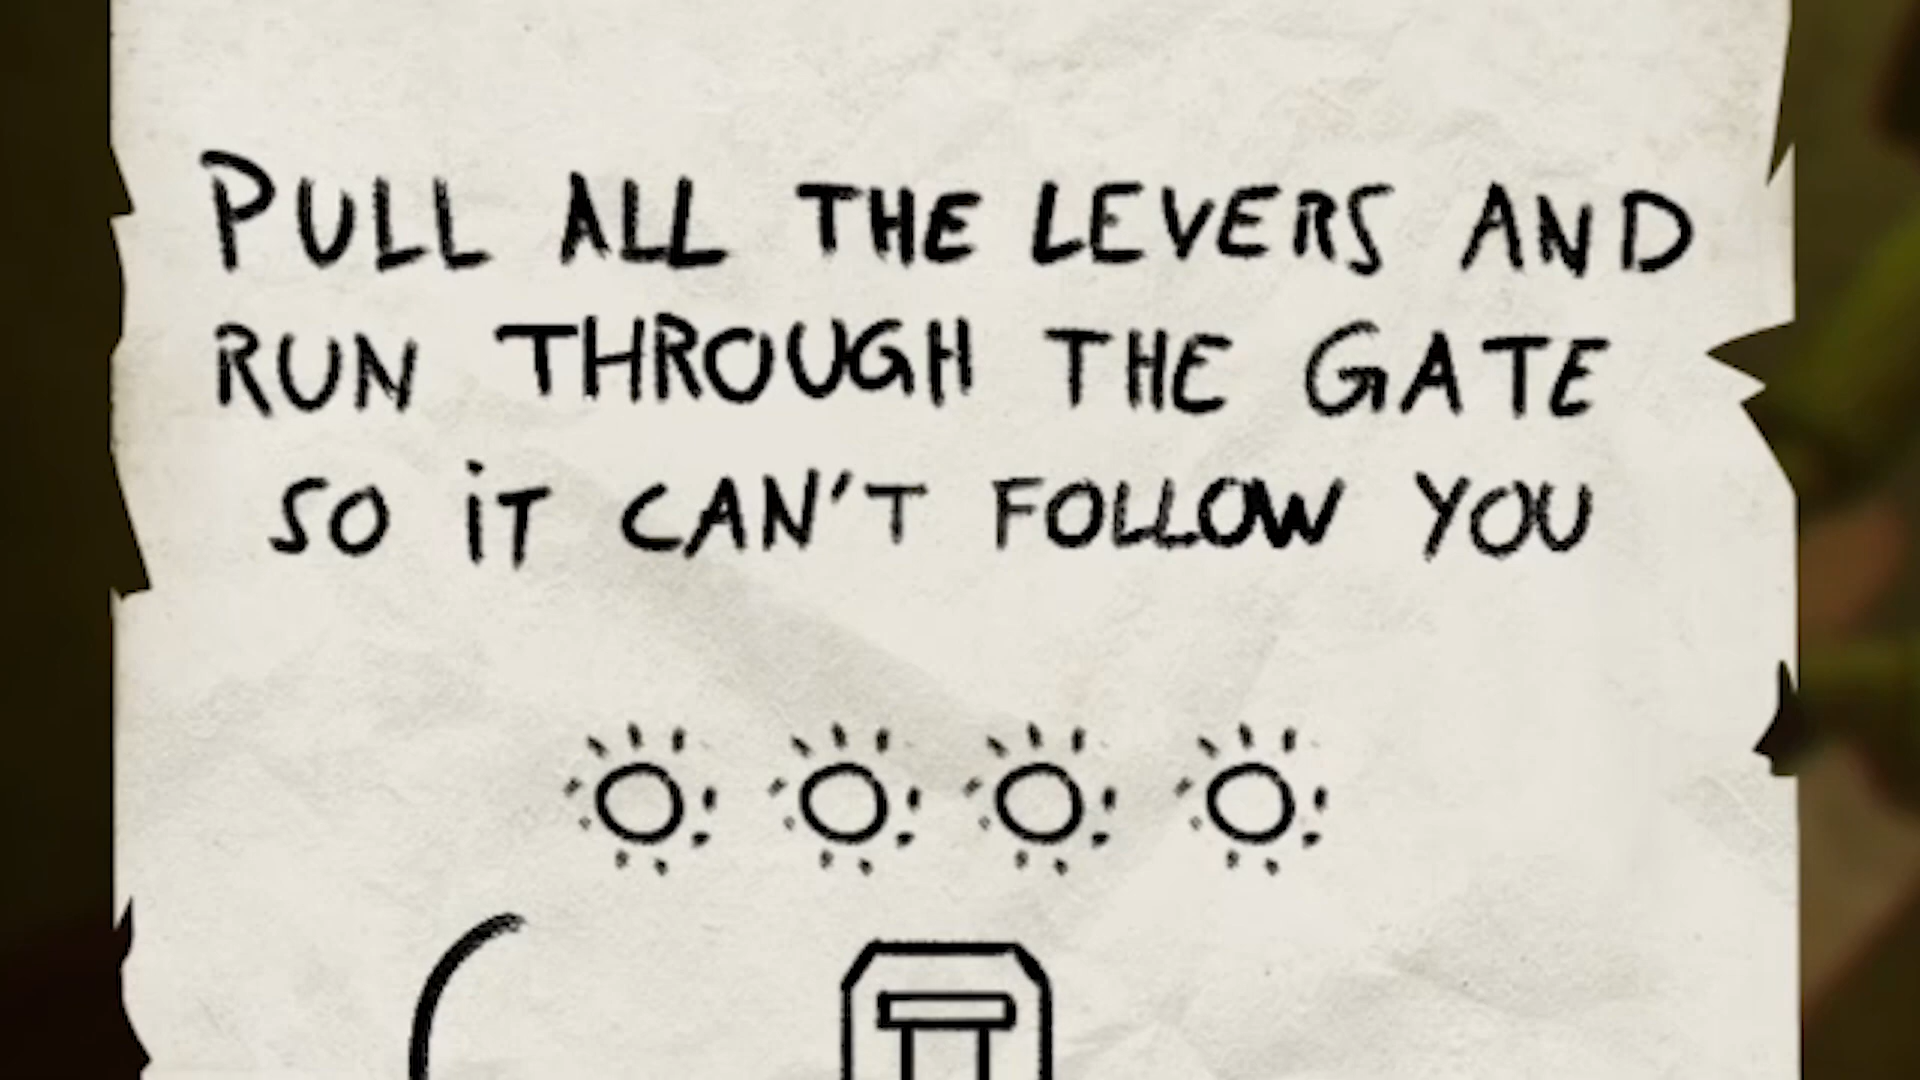 PULL ALL THE LEVERS AND
RUN THROUGH THE GATE
SO iT CAN'T FOLLOW YOU